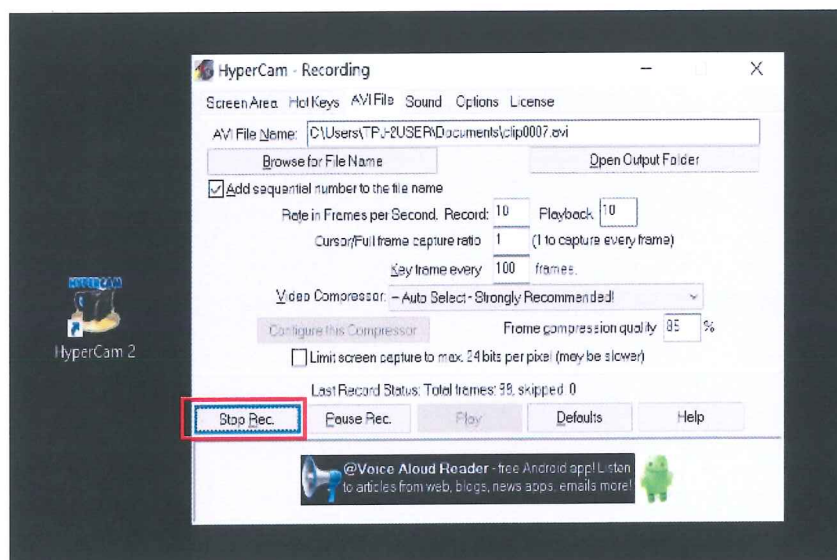 HyperCam - Recording
Screen Area Hot Keys AVI File Sound Options License
AVI File Name: C:\Users\TPJ-2USER\Documents\clip0007.avi
Browse for File Name Open Output Folder
Add sequential number to the file name
Rate in Frames per Second. Record: 10 Playback 10
Cursor/Full frame capture ratio 1 (1 to capture every frame)
Key frame every 100 frames.
Video Compressor: - Auto Select - Strongly Recommended!
Configure this Compressor Frame compression quality 85 %
Limit screen capture to max. 24 bits per pixel (may be slower)
Last Record Status: Total frames: 99, skipped: 0
Stop Rec. Pause Rec. Play Defaults Help
@Voice Aloud Reader - free Android app! Listen
to articles from web, blogs, news apps, emails more!
HYPERCAM
HyperCam 2